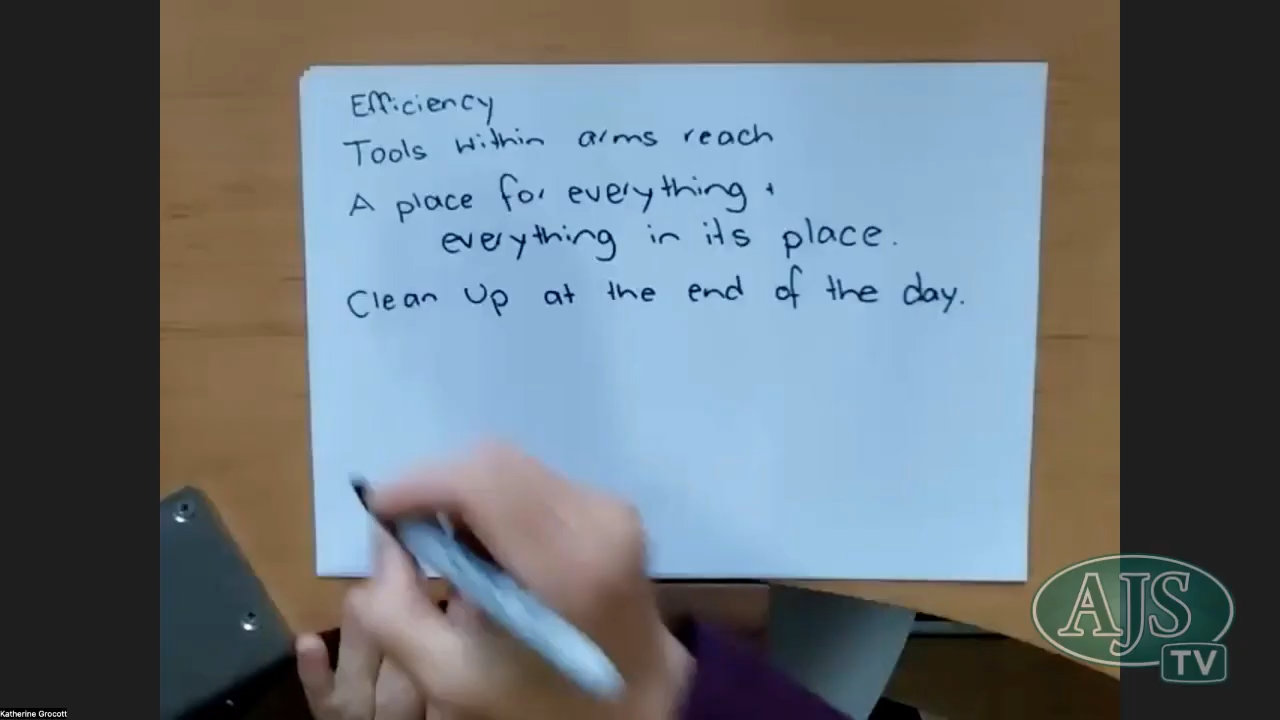 Efficiency
Tools within arms reach
A place for everything +
everything in its place.
Clean up at the end of the day.
AJS
TV
Katherine Grocott